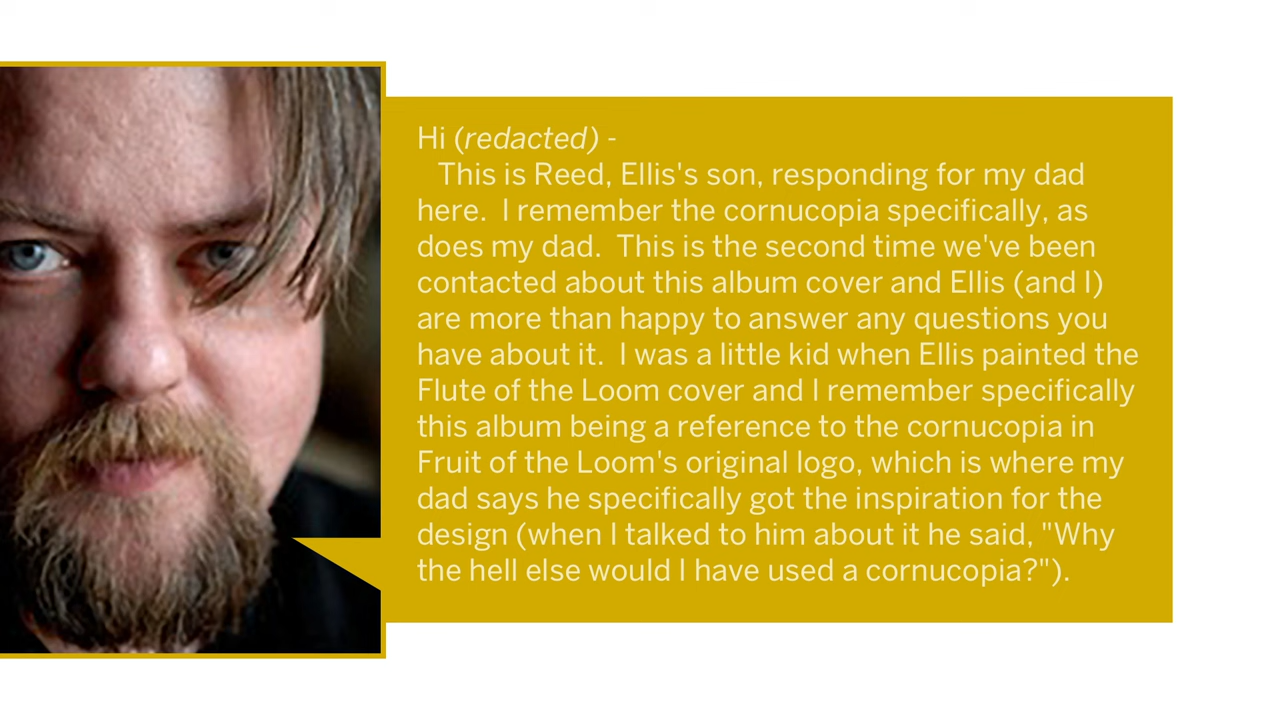 Hi (redacted) -
This is Reed, Ellis's son, responding for my dad
here.  I remember the cornucopia specifically, as
does my dad.  This is the second time we've been
contacted about this album cover and Ellis (and I)
are more than happy to answer any questions you
have about it.  I was a little kid when Ellis painted the
Flute of the Loom cover and I remember specifically
this album being a reference to the cornucopia in
Fruit of the Loom's original logo, which is where my
dad says he specifically got the inspiration for the
design (when I talked to him about it he said, "Why
the hell else would I have used a cornucopia?").